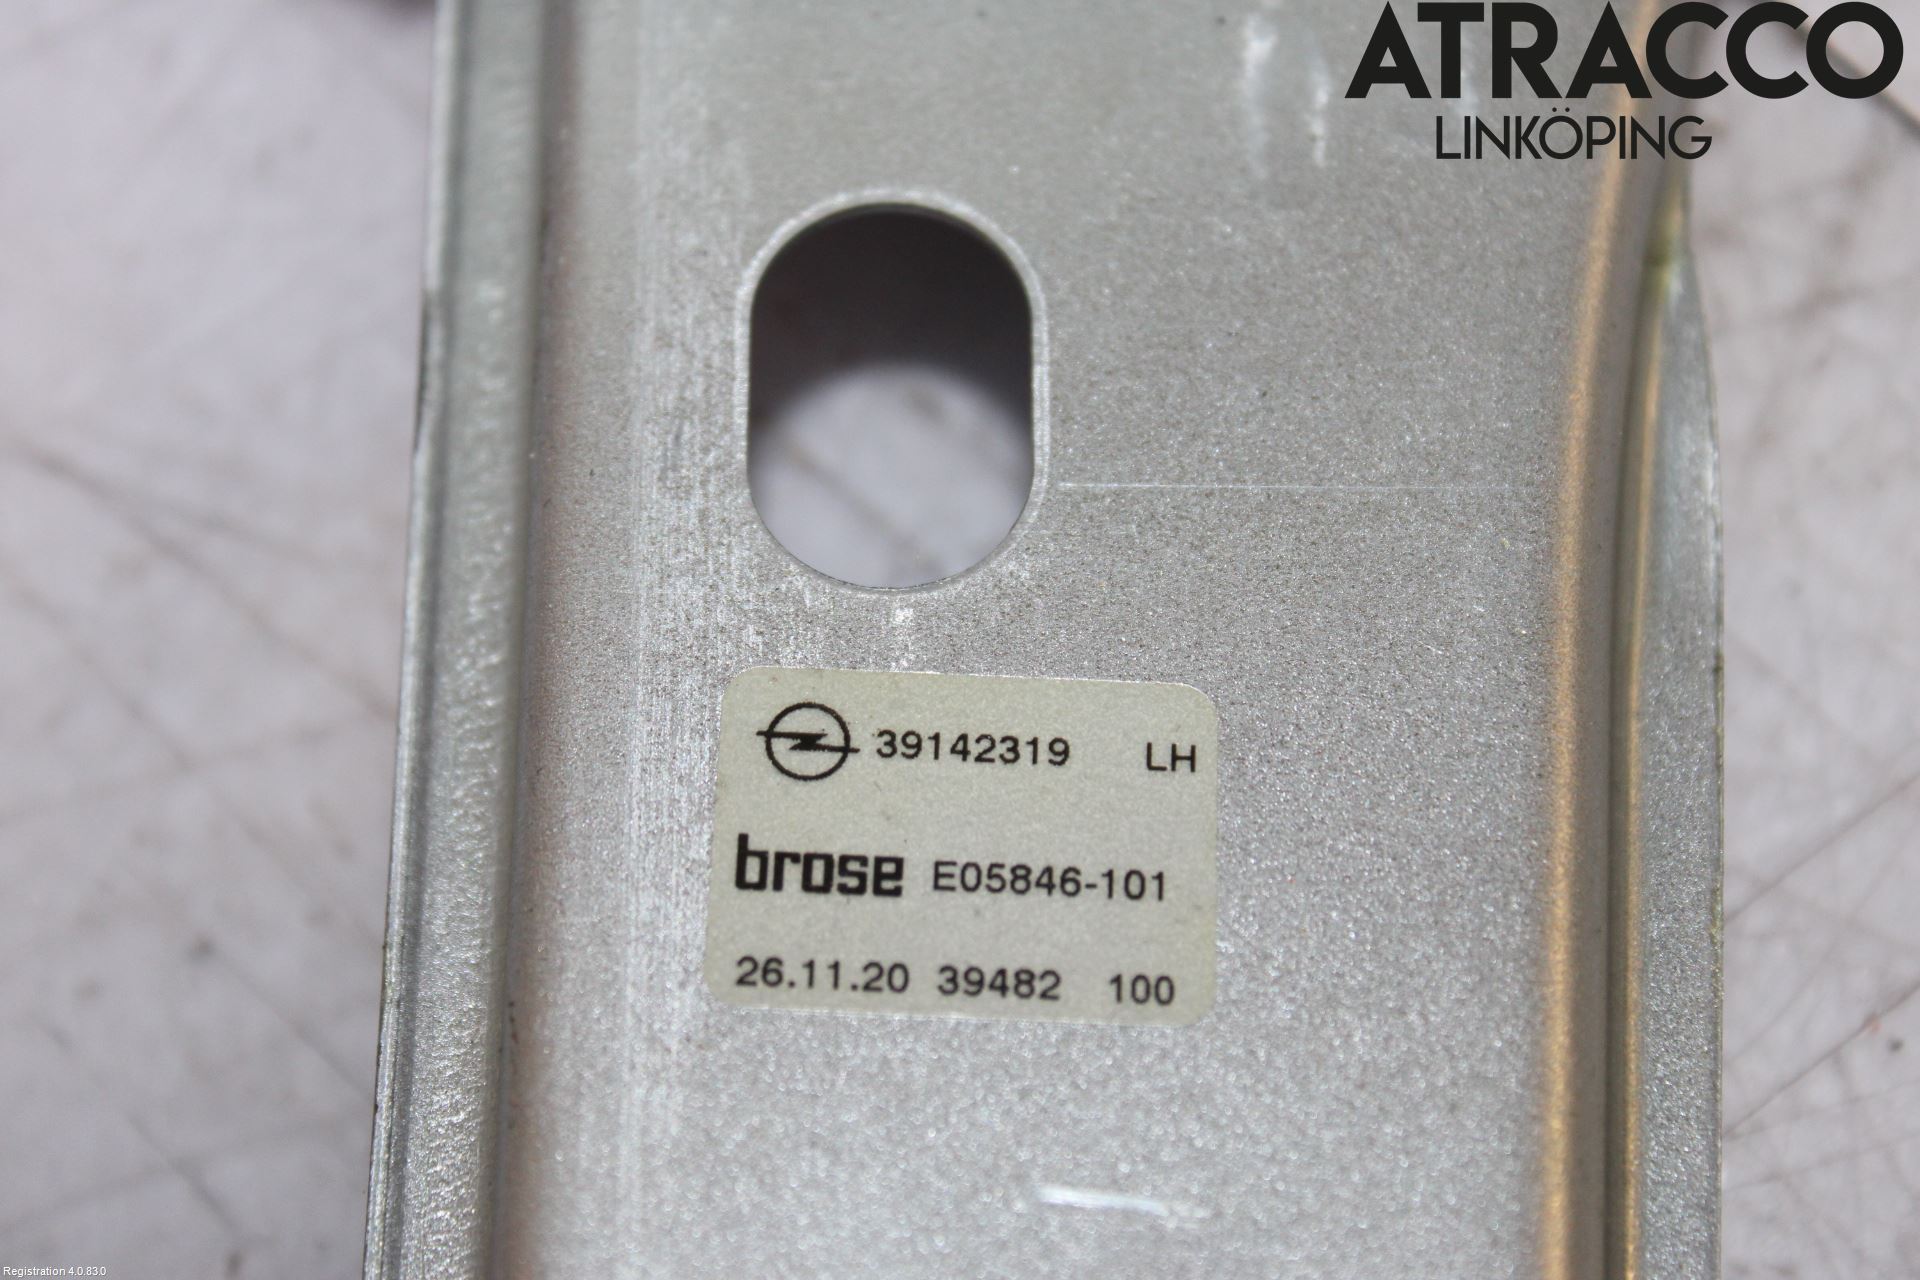 ATRACCO
LINKÖPING
39142319 LH
brose E05846-101
26.11.20 39482 100
Registration 4.0.83.0